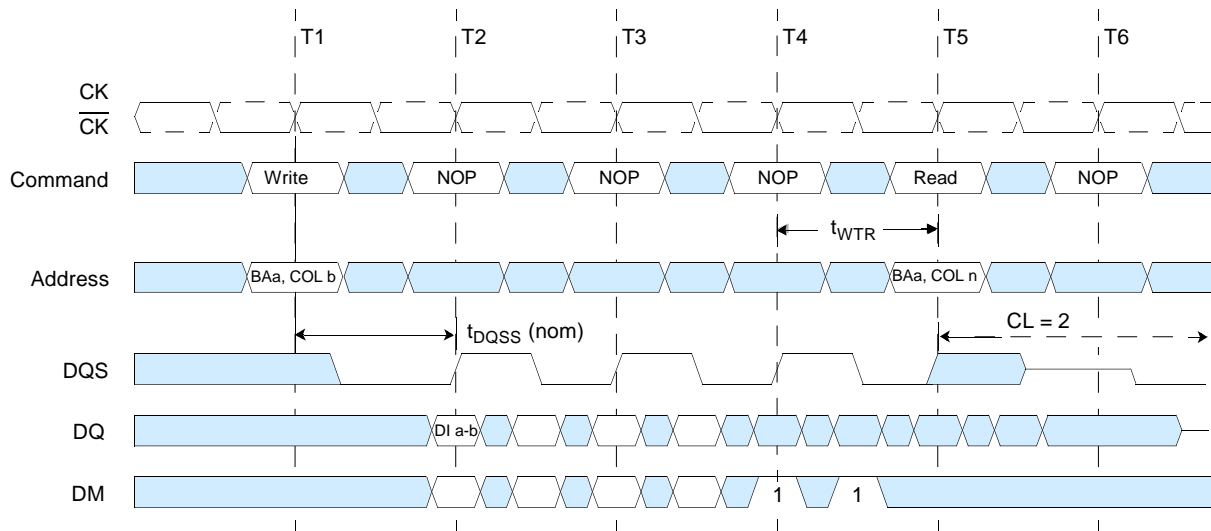 T1 T2 T3 T4 T5 T6
CK
CK
Command Write NOP NOP NOP Read NOP
tWTR
Address BAa, COL b BAa, COL n
tDQSS (nom) CL = 2
DQS
DQ DI a-b
DM 1 1